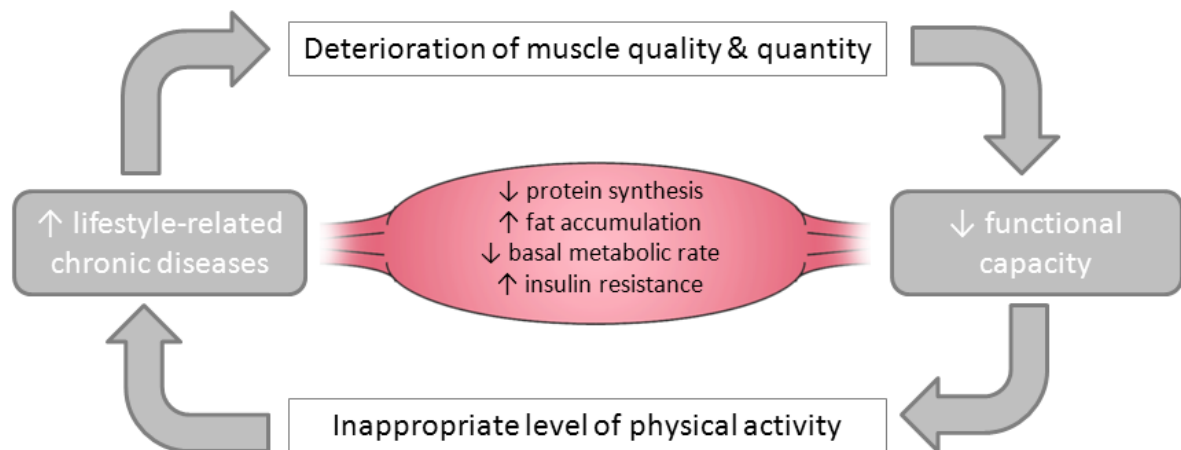 Deterioration of muscle quality & quantity
↓ protein synthesis
↑ fat accumulation
↓ basal metabolic rate
↑ insulin resistance
↑ lifestyle-related
chronic diseases
↓ functional
capacity
Inappropriate level of physical activity